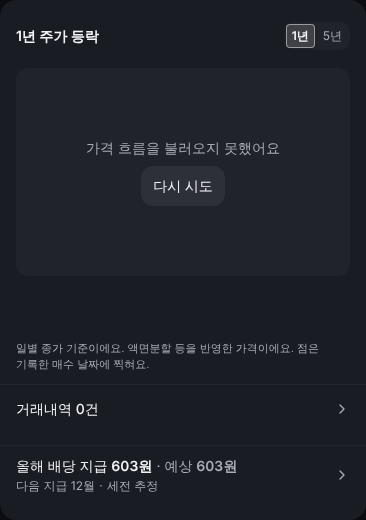 1년 주가 등락
1년 5년
가격 흐름을 불러오지 못했어요
다시 시도
일별 종가 기준이에요. 액면분할 등을 반영한 가격이에요. 점은
기록한 매수 날짜에 찍혀요.
거래내역 0건
올해 배당 지급 603원 · 예상 603원
다음 지급 12월 · 세전 추정